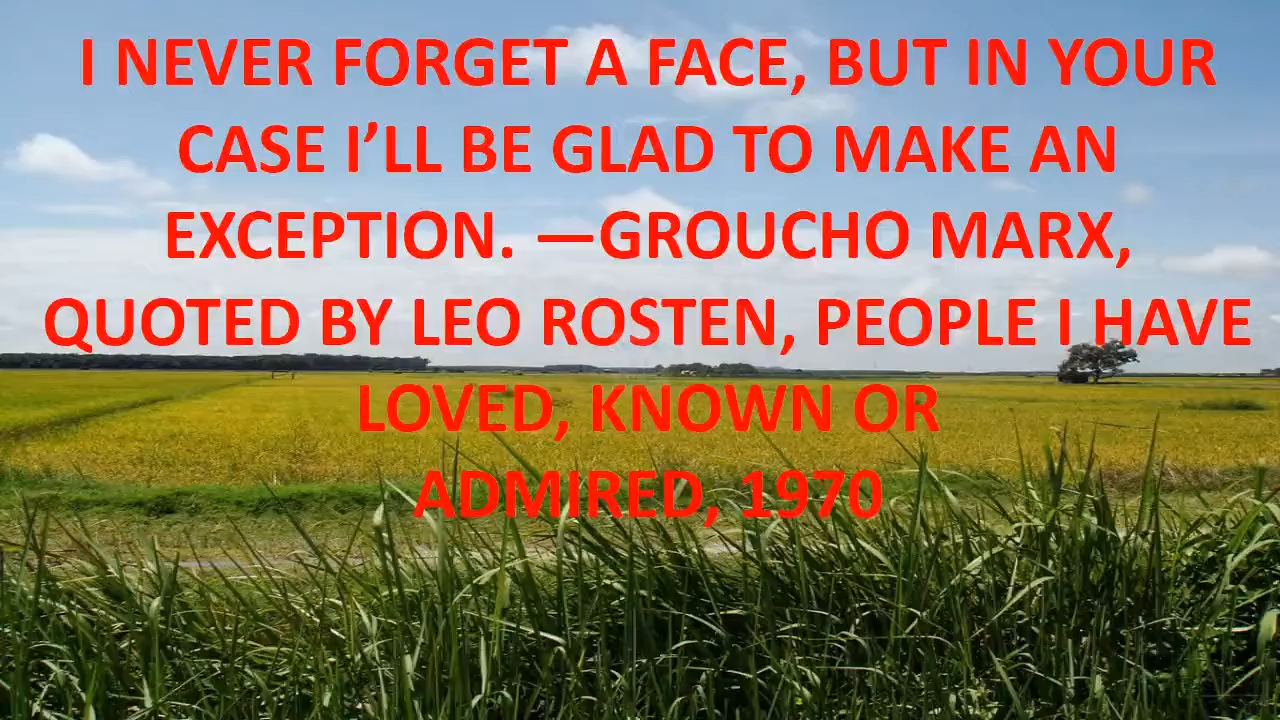 I NEVER FORGET A FACE, BUT IN YOUR
CASE I’LL BE GLAD TO MAKE AN
EXCEPTION. —GROUCHO MARX,
QUOTED BY LEO ROSTEN, PEOPLE I HAVE
LOVED, KNOWN OR
ADMIRED, 1970